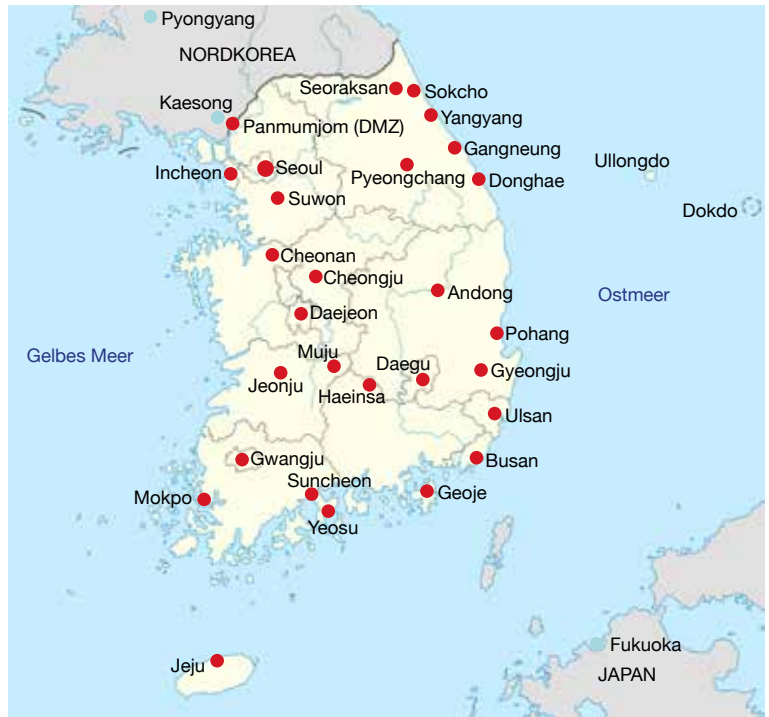 Pyongyang
NORDKOREA
Seoraksan
Sokcho
Kaesong
Yangyang
Panmumjom (DMZ)
Gangneung
Ullongdo
Incheon
Seoul
Pyeongchang
Donghae
Suwon
Dokdo
Cheonan
Cheongju
Andong
Ostmeer
Daejeon
Pohang
Gelbes Meer
Muju
Daegu
Gyeongju
Jeonju
Haeinsa
Ulsan
Gwangju
Busan
Suncheon
Mokpo
Geoje
Yeosu
Fukuoka
Jeju
JAPAN